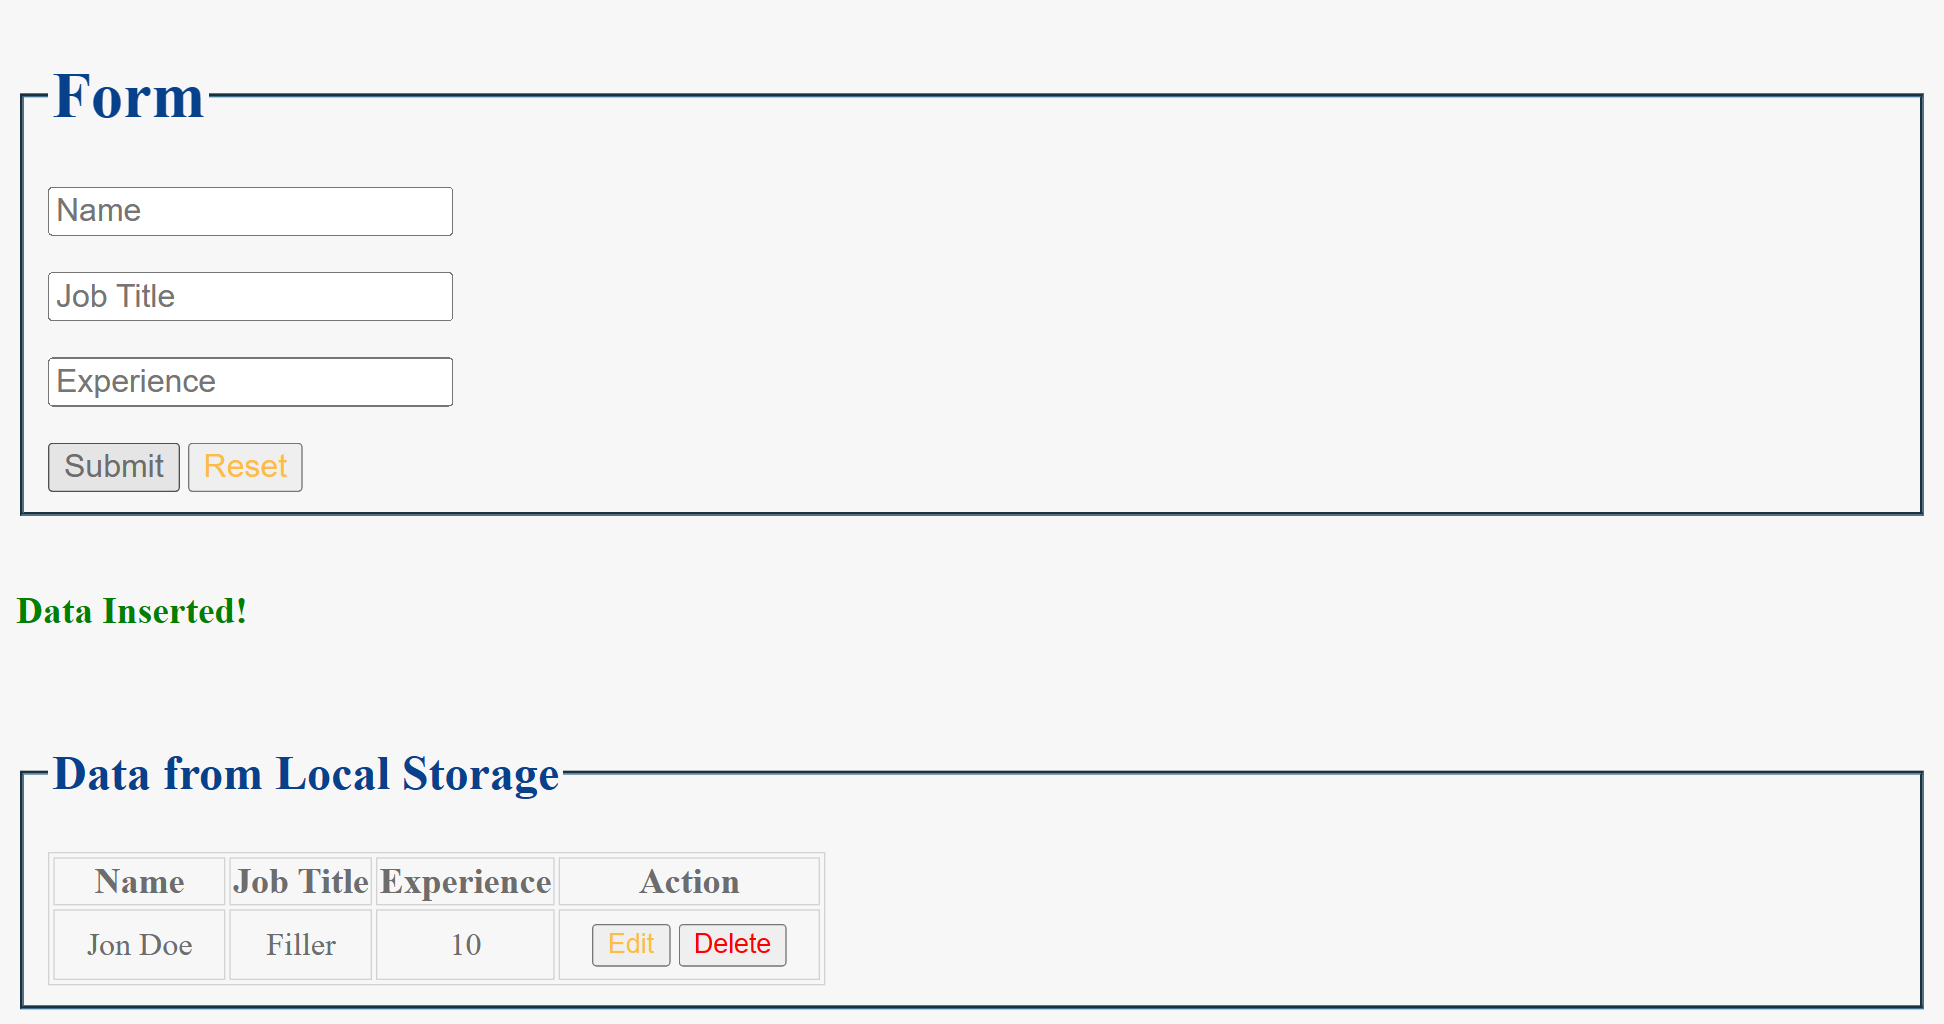 Form
Name
Job Title
Experience
Submit Reset
Data Inserted!
Data from Local Storage
Name Job Title Experience Action
Jon Doe Filler 10 Edit Delete